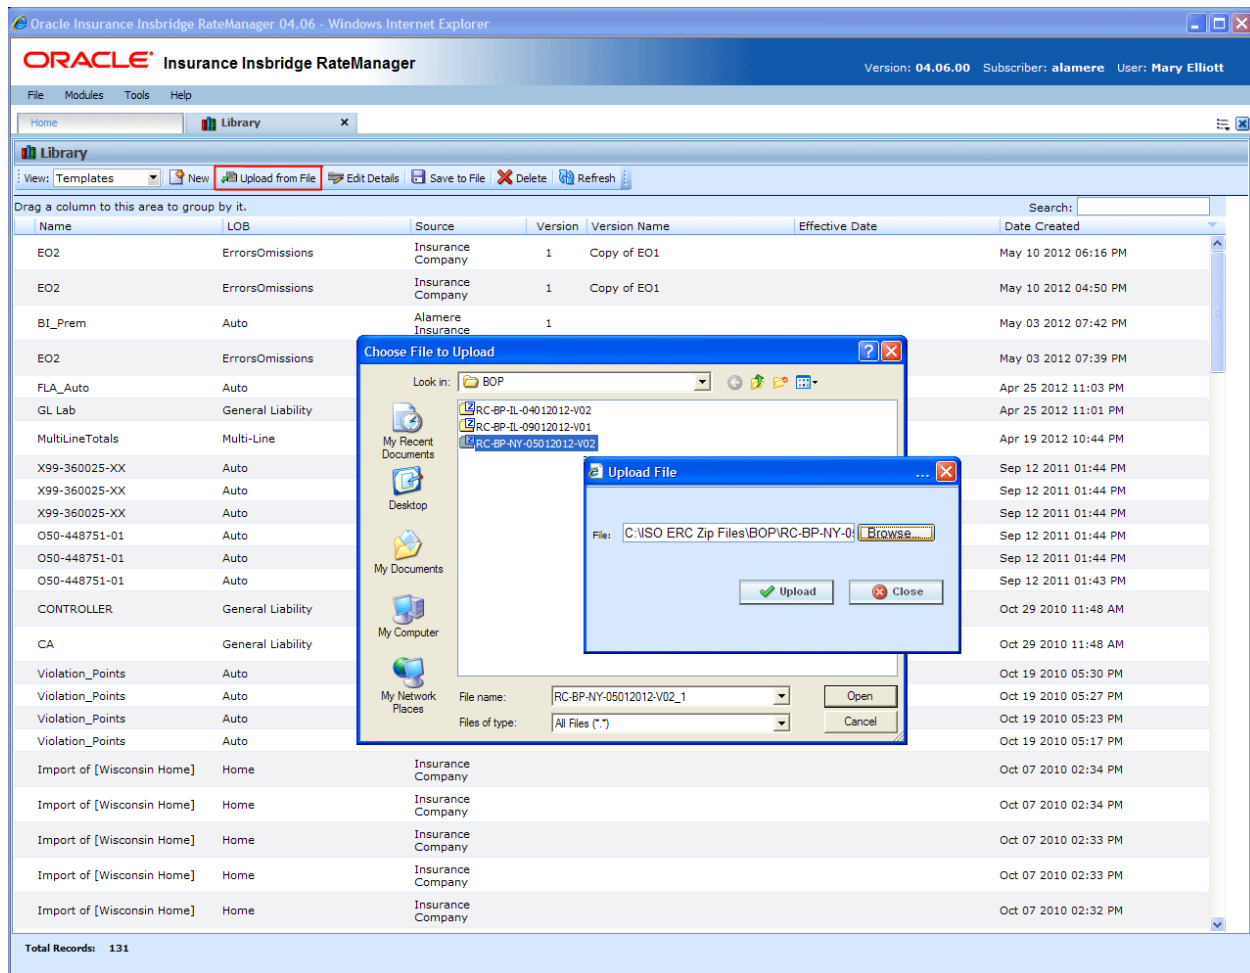 Oracle Insurance Insbridge RateManager 04.06 - Windows Internet Explorer
ORACLE® Insurance Insbridge RateManager
Version: 04.06.00 Subscriber: alamere User: Mary Elliott
File Modules Tools Help
Home Library x
Library
View: Templates New Upload from File Edit Details Save to File Delete Refresh
Drag a column to this area to group by it. Search:
Name LOB Source Version Version Name Effective Date Date Created
EO2 ErrorsOmissions Insurance Company 1 Copy of EO1 May 10 2012 06:16 PM
EO2 ErrorsOmissions Insurance Company 1 Copy of EO1 May 10 2012 04:50 PM
BI_Prem Auto Alamere Insurance 1 May 03 2012 07:42 PM
EO2 ErrorsOmissions May 03 2012 07:39 PM
FLA_Auto Auto Apr 25 2012 11:03 PM
GL Lab General Liability Apr 25 2012 11:01 PM
MultiLineTotals Multi-Line Apr 19 2012 10:44 PM
X99-360025-XX Auto Sep 12 2011 01:44 PM
X99-360025-XX Auto Sep 12 2011 01:44 PM
X99-360025-XX Auto Sep 12 2011 01:44 PM
O50-448751-01 Auto Sep 12 2011 01:44 PM
O50-448751-01 Auto Sep 12 2011 01:44 PM
O50-448751-01 Auto Sep 12 2011 01:43 PM
CONTROLLER General Liability Oct 29 2010 11:48 AM
CA General Liability Oct 29 2010 11:48 AM
Violation_Points Auto Oct 19 2010 05:30 PM
Violation_Points Auto Oct 19 2010 05:27 PM
Violation_Points Auto Oct 19 2010 05:23 PM
Violation_Points Auto Oct 19 2010 05:17 PM
Import of [Wisconsin Home] Home Insurance Company Oct 07 2010 02:34 PM
Import of [Wisconsin Home] Home Insurance Company Oct 07 2010 02:34 PM
Import of [Wisconsin Home] Home Insurance Company Oct 07 2010 02:33 PM
Import of [Wisconsin Home] Home Insurance Company Oct 07 2010 02:33 PM
Import of [Wisconsin Home] Home Insurance Company Oct 07 2010 02:32 PM
Total Records: 131
Choose File to Upload
Look in: BOP
My Recent Documents
Desktop
My Documents
My Computer
My Network Places
RC-BP-IL-04012012-V02
RC-BP-IL-09012012-V01
RC-BP-NY-05012012-V02
File name: RC-BP-NY-05012012-V02_1 Open
Files of type: All Files (*.*) Cancel
Upload File ...
File: C:\ISO ERC Zip Files\BOP\RC-BP-NY-0 Browse...
Upload Close